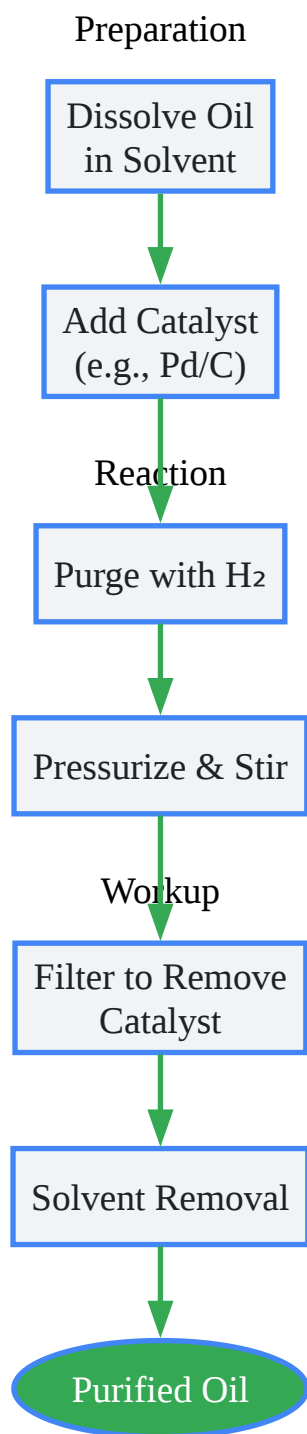 Preparation
Dissolve Oil
in Solvent
Add Catalyst
(e.g., Pd/C)
Reaction
Purge with H₂
Pressurize & Stir
Workup
Filter to Remove
Catalyst
Solvent Removal
Purified Oil